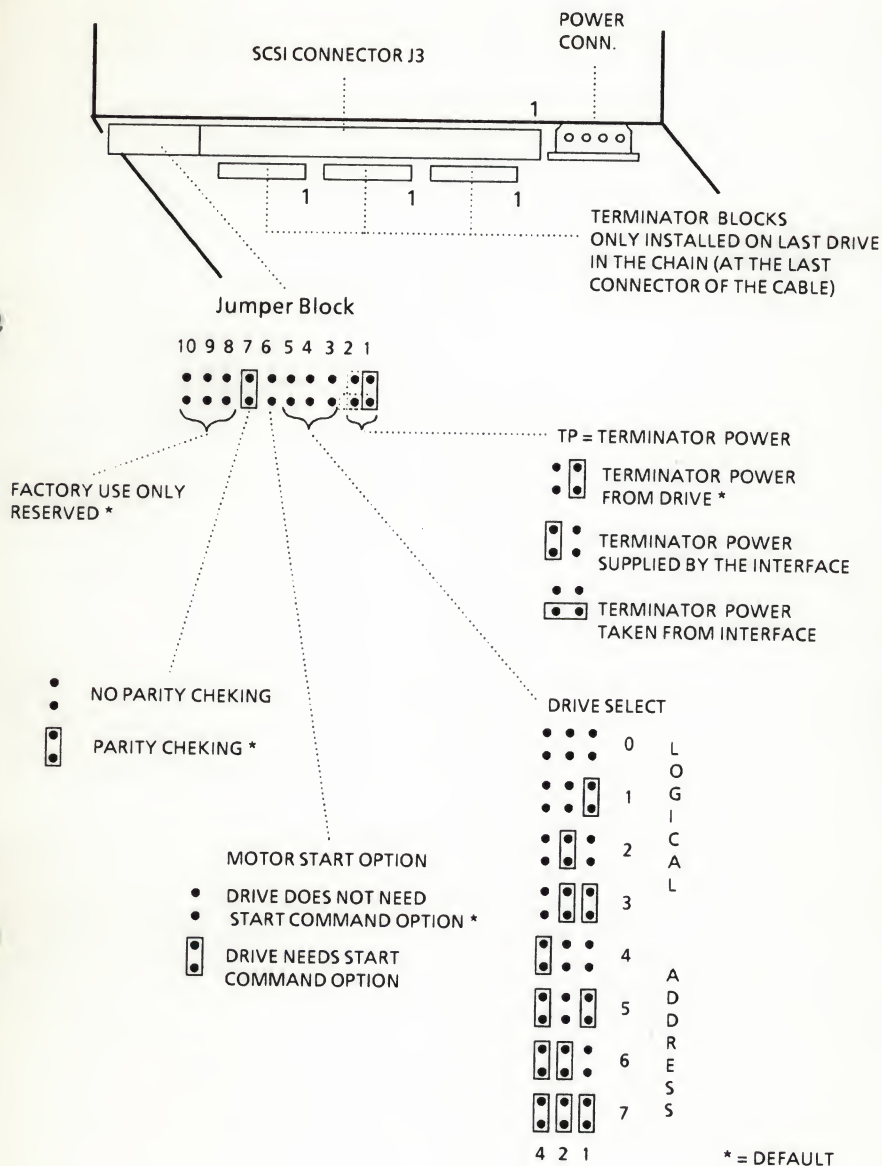 POWER
CONN.
SCSI CONNECTOR J3
1
1
1
1
TERMINATOR BLOCKS
ONLY INSTALLED ON LAST DRIVE
IN THE CHAIN (AT THE LAST
CONNECTOR OF THE CABLE)
Jumper Block
10 9 8 7 6 5 4 3 2 1
TP = TERMINATOR POWER
TERMINATOR POWER
FROM DRIVE *
TERMINATOR POWER
SUPPLIED BY THE INTERFACE
TERMINATOR POWER
TAKEN FROM INTERFACE
FACTORY USE ONLY
RESERVED *
NO PARITY CHEKING
PARITY CHEKING *
MOTOR START OPTION
DRIVE DOES NOT NEED
START COMMAND OPTION *
DRIVE NEEDS START
COMMAND OPTION
DRIVE SELECT
0
1
2
3
4
5
6
7
4 2 1
LOGICAL
ADDRESS
* = DEFAULT